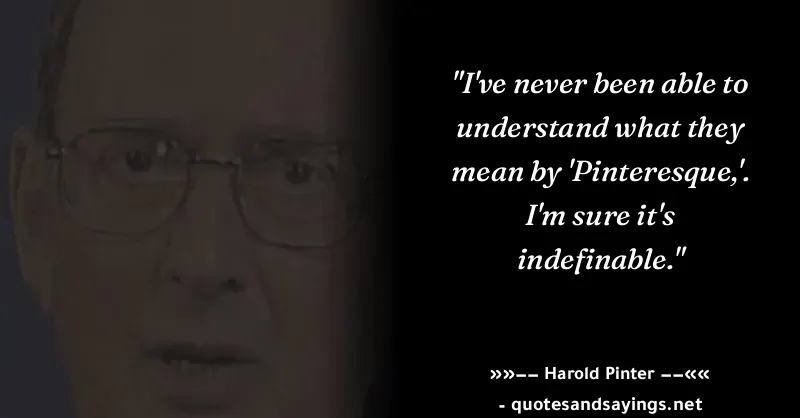 "I've never been able to
understand what they
mean by 'Pinteresque,'.
I'm sure it's
indefinable."
»»−− Harold Pinter −−««
- quotesandsayings.net